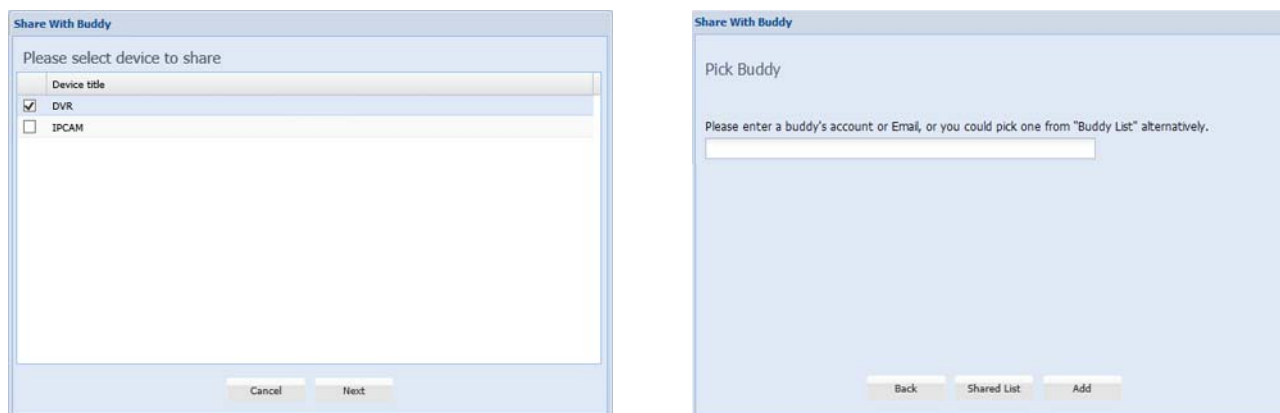 Share With Buddy
Please select device to share
Device title
DVR
IPCAM
Cancel Next
Share With Buddy
Pick Buddy
Please enter a buddy's account or Email, or you could pick one from "Buddy List" alternatively.
Back Shared List Add